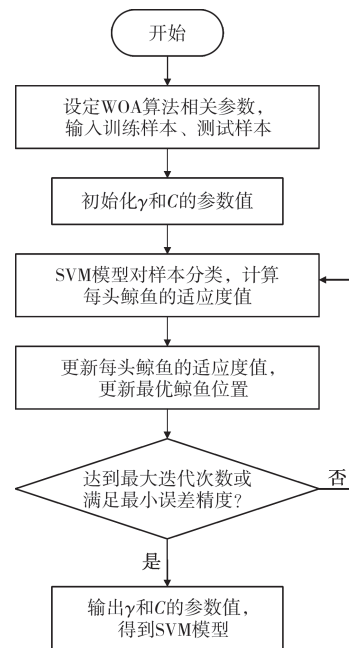 开始
设定WOA算法相关参数，
输入训练样本、测试样本
初始化γ和C的参数值
SVM模型对样本分类，计算
每头鲸鱼的适应度值
更新每头鲸鱼的适应度值，
更新最优鲸鱼位置
达到最大迭代次数或
满足最小误差精度？
否
是
输出γ和C的参数值，
得到SVM模型